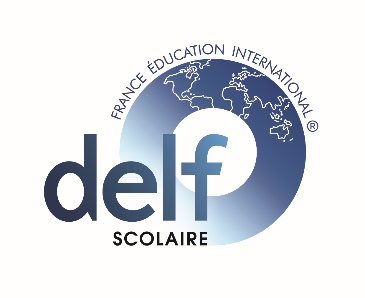 FRANCE ÉDUCATION INTERNATIONAL ®
delf
SCOLAIRE